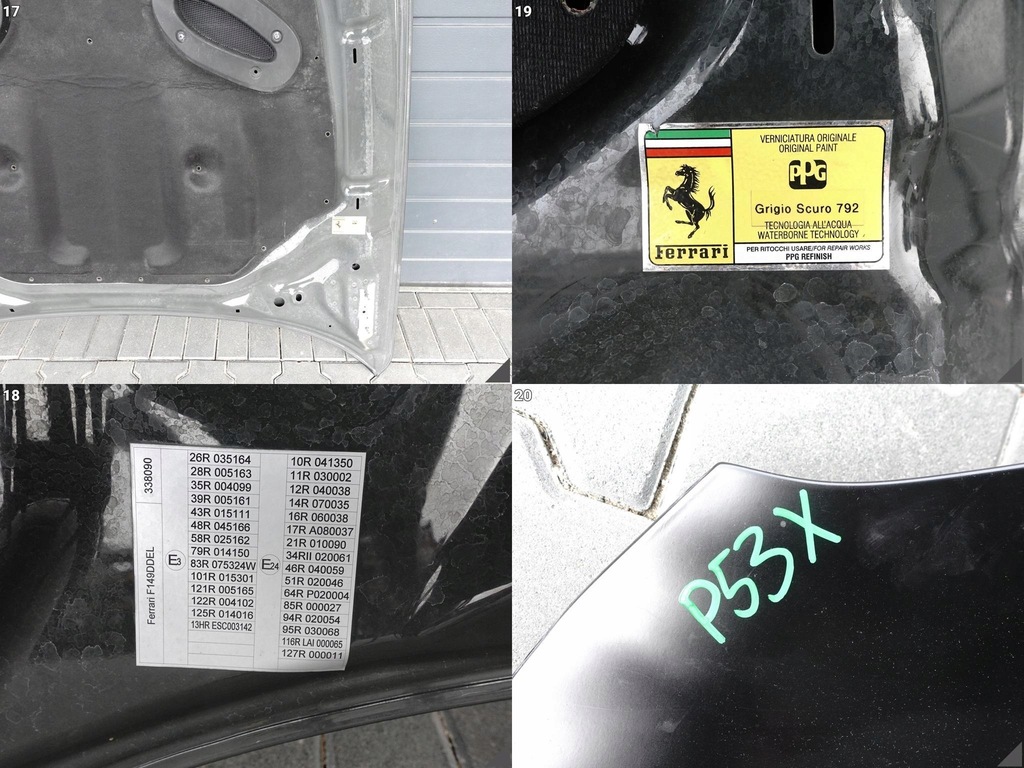 17
19
VERNICIATURA ORIGINALE
ORIGINAL PAINT
PPG
Grigio Scuro 792
TECNOLOGIA ALL'ACQUA
WATERBORNE TECHNOLOGY
Ferrari
PER RITOCCHI USARE/FOR REPAIR WORKS
PPG REFINISH
18
338090
Ferrari F149DDEL
26R 035164
28R 005163
35R 004099
39R 005161
43R 015111
48R 045166
58R 025162
79R 014150
83R 075324W
101R 015301
121R 005165
122R 004102
125R 014016
13HR ESC003142
E24
10R 041350
11R 030002
12R 040038
14R 070035
16R 060038
17R A080037
21R 010090
34RII 020061
46R 040059
51R 020046
64R P020004
85R 000027
94R 020054
95R 030068
116R LAI 000065
127R 000011
20
P53X